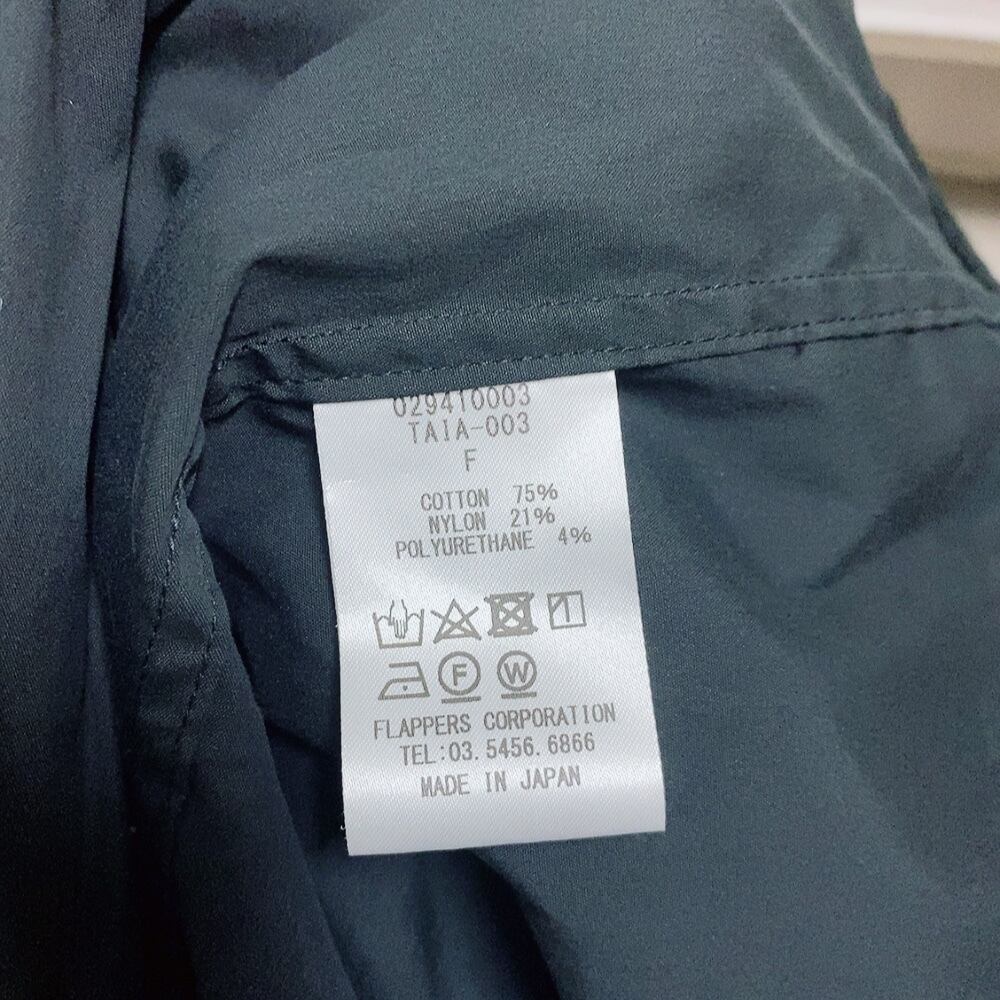 029410003
TAIA-003
F
COTTON 75%
NYLON 21%
POLYURETHANE 4%
F W
FLAPPERS CORPORATION
TEL:03.5456.6866
MADE IN JAPAN